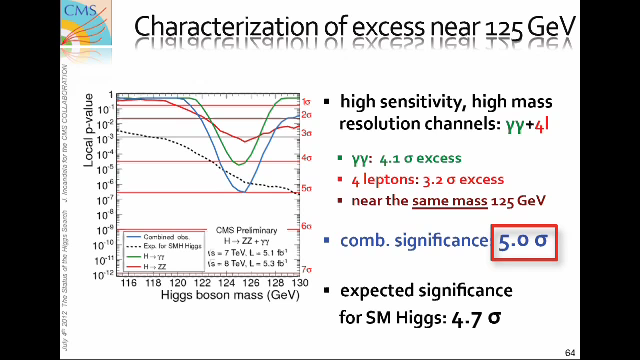 CMS
Characterization of excess near 125 GeV
July 4th 2012 The Status of the Higgs Search J. Incandela for the CMS COLLABORATION
Local p-value
1
10⁻¹
10⁻²
10⁻³
10⁻⁴
10⁻⁵
10⁻⁶
10⁻⁷
10⁻⁸
10⁻⁹
10⁻¹⁰
10⁻¹¹
10⁻¹²
1σ
2σ
3σ
4σ
5σ
6σ
7σ
Combined obs.
Exp. for SM Higgs
H → γγ
H → ZZ
CMS Preliminary
H → ZZ + γγ
√s = 7 TeV, L = 5.1 fb⁻¹
√s = 8 TeV, L = 5.3 fb⁻¹
116 118 120 122 124 126 128 130
Higgs boson mass (GeV)
high sensitivity, high mass
resolution channels: γγ+4l
γγ: 4.1 σ excess
4 leptons: 3.2 σ excess
near the same mass 125 GeV
comb. significance: 5.0 σ
expected significance
for SM Higgs: 4.7 σ
64